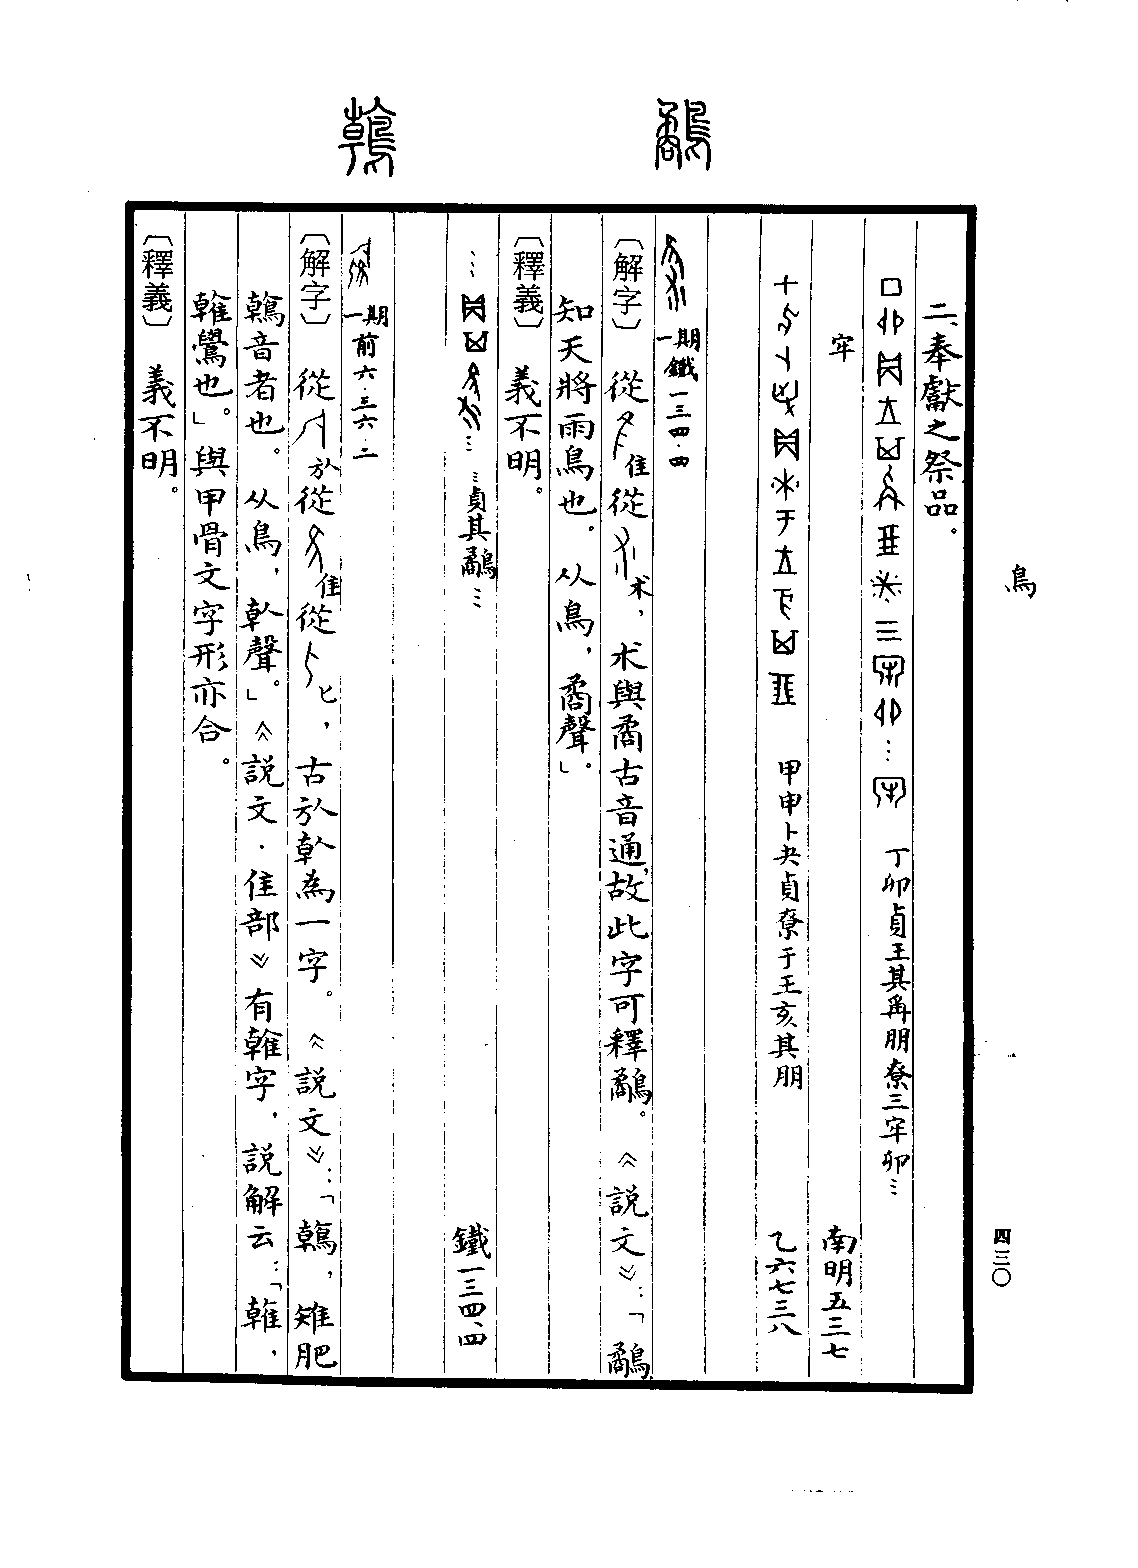 鳥
四三〇
鷸
鶾
二、奉獻之祭品。
丁卯貞王其爯朋尞三牢卯…
牢 南明五三七
甲申卜㱿貞尞于王亥其朋 乙六七三八
一期鐵一三四·四
〔解字〕 從隹從朮，朮與矞古音通，故此字可釋鷸。《說文》：「鷸，
知天將雨鳥也。从鳥，矞聲」。
〔釋義〕 義不明。
…貞其鷸… 鐵一三四、四
一期前六·三六·二
〔解字〕 從㫃從隹從匕，古㫃倝為一字。《說文》：「鶾，雉肥
鶾音者也。从鳥，倝聲。」《說文·隹部》有雗字，說解云：「雗，
雗鷽也。」與甲骨文字形亦合。
〔釋義〕 義不明。